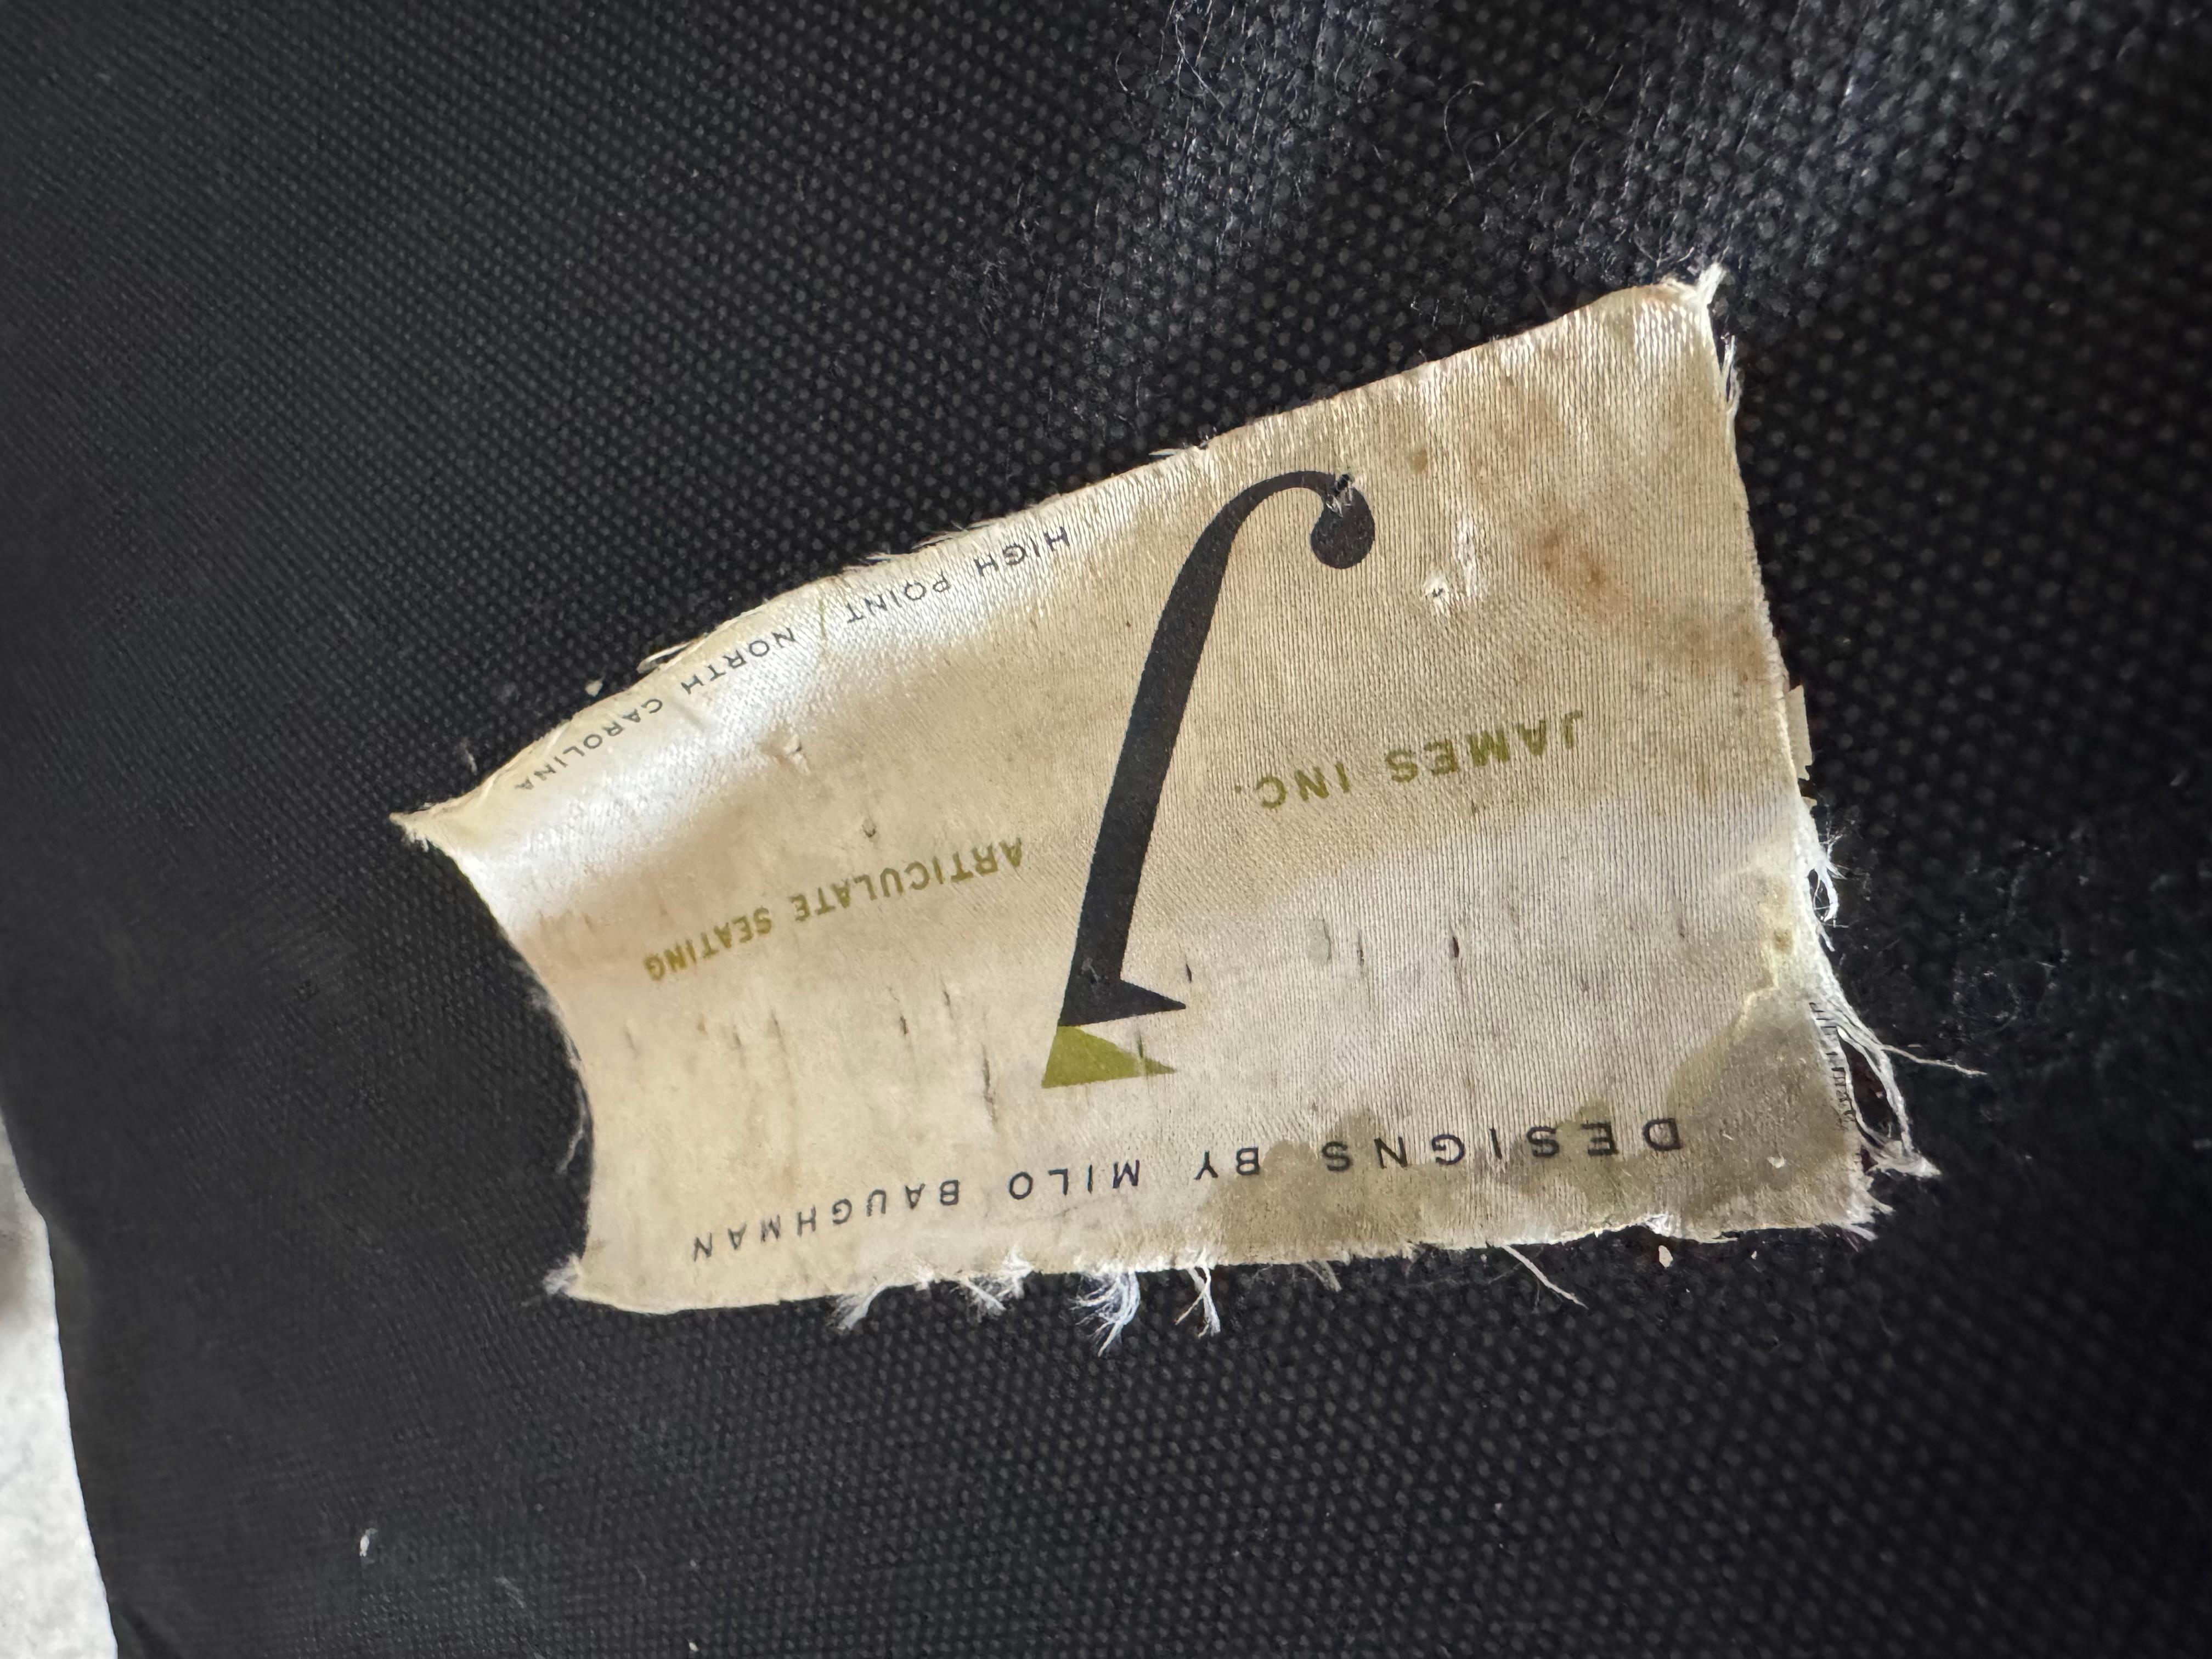 DESIGNS BY MILO BAUGHMAN
J
JAMES INC.
ARTICULATE SEATING
HIGH POINT NORTH CAROLINA